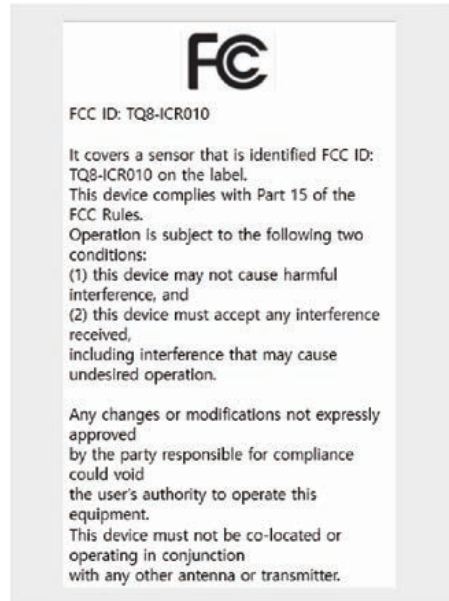 FC
FCC ID: TQ8-ICR010
It covers a sensor that is identified FCC ID:
TQ8-ICR010 on the label.
This device complies with Part 15 of the
FCC Rules.
Operation is subject to the following two
conditions:
(1) this device may not cause harmful
interference, and
(2) this device must accept any interference
received,
including interference that may cause
undesired operation.
Any changes or modifications not expressly
approved
by the party responsible for compliance
could void
the user's authority to operate this
equipment.
This device must not be co-located or
operating in conjunction
with any other antenna or transmitter.